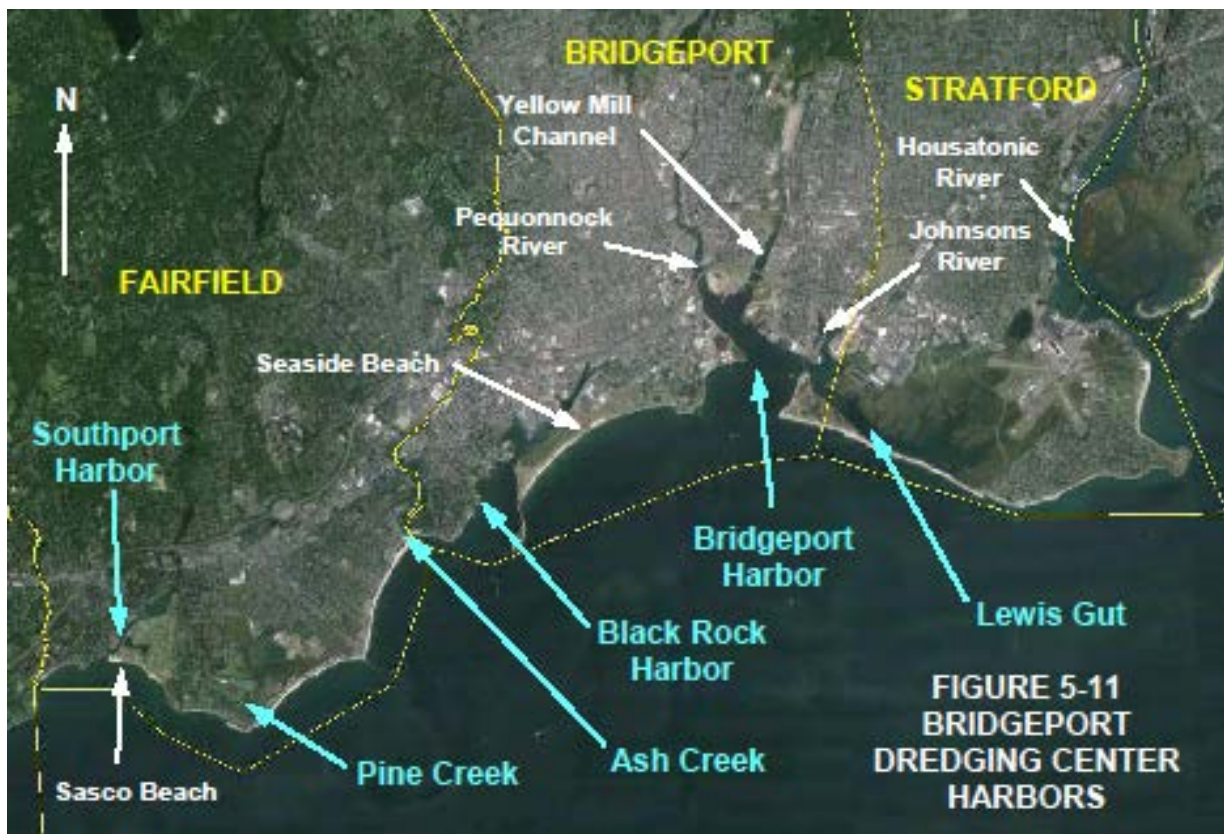 BRIDGEPORT
N
Yellow Mill
Channel
STRATFORD
Housatonic
River
Pequonnock
River
Johnsons
River
FAIRFIELD
Seaside Beach
Southport
Harbor
Bridgeport
Harbor
Lewis Gut
Black Rock
Harbor
Ash Creek
Pine Creek
Sasco Beach
FIGURE 5-11
BRIDGEPORT
DREDGING CENTER
HARBORS